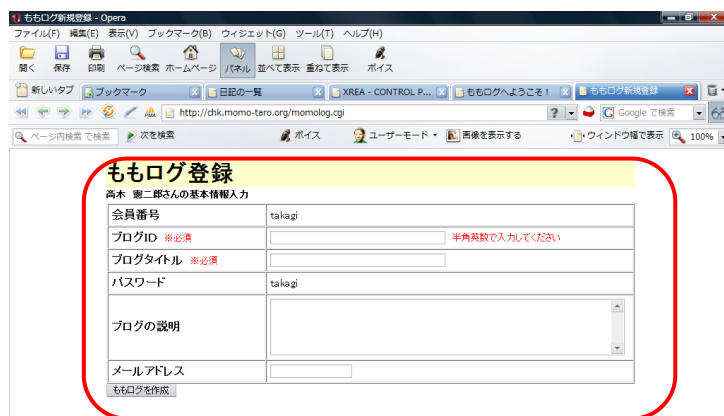 ももログ新規登録 - Opera
ファイル(F) 編集(E) 表示(V) ブックマーク(B) ウィジェット(G) ツール(T) ヘルプ(H)
開く 保存 印刷 ページ検索 ホームページ パネル 並べて表示 重ねて表示 ボイス
新しいタブ ブックマーク 日記の一覧 XREA - CONTROL P... ももログへようこそ！ ももログ新規登録
http://chk.momo-taro.org/momolog.cgi ? Google で検索
ページ内検索 で検索 次を検索 ボイス ユーザーモード 画像を表示する ウィンドウ幅で表示 100%
ももログ登録
高木 憲二郎さんの基本情報入力
会員番号 takagi
ブログID ※必須 半角英数で入力してください
ブログタイトル ※必須
パスワード takagi
ブログの説明
メールアドレス
ももログを作成